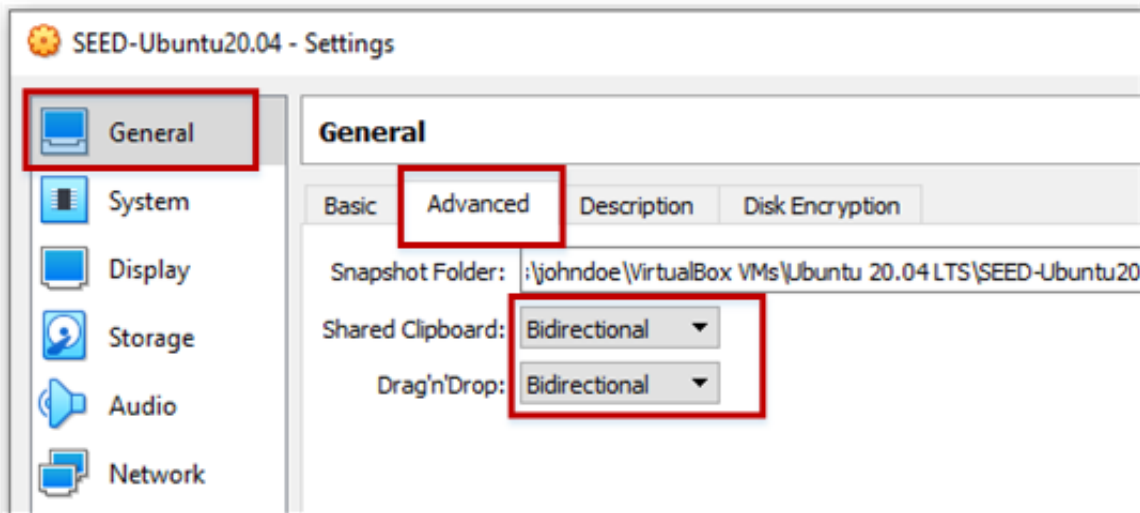 SEED-Ubuntu20.04 - Settings
General
System
Display
Storage
Audio
Network
General
Basic Advanced Description Disk Encryption
Snapshot Folder: :\johndoe\VirtualBox VMs\Ubuntu 20.04 LTS\SEED-Ubuntu20
Shared Clipboard: Bidirectional
Drag'n'Drop: Bidirectional